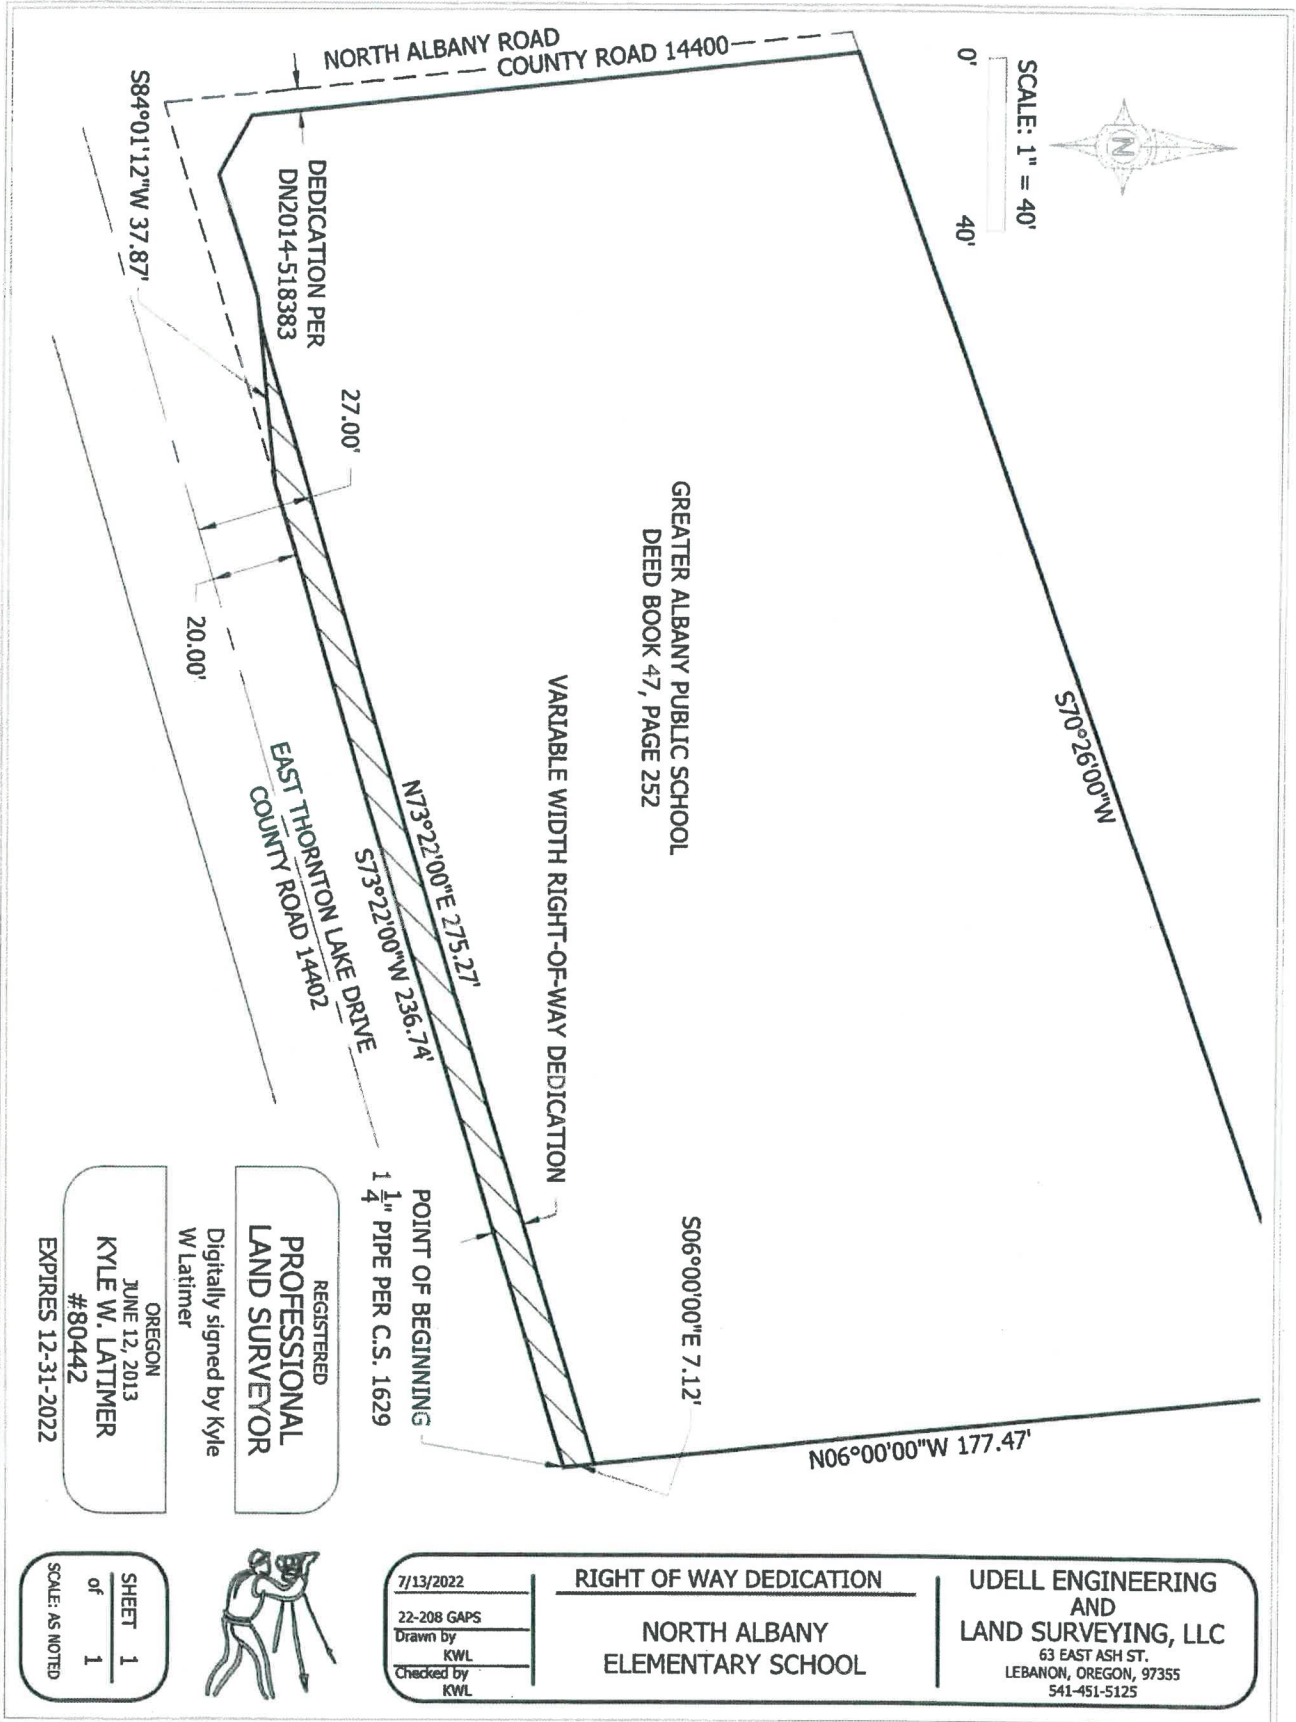 NORTH ALBANY ROAD
COUNTY ROAD 14400
0'
40'
SCALE: 1" = 40'
N
S84°01'12"W 37.87'
DEDICATION PER
DN2014-518383
27.00'
20.00'
GREATER ALBANY PUBLIC SCHOOL
DEED BOOK 47, PAGE 252
S70°26'00"W
VARIABLE WIDTH RIGHT-OF-WAY DEDICATION
N73°22'00"E 275.27'
S73°22'00"W 236.74'
EAST THORNTON LAKE DRIVE
COUNTY ROAD 14402
S06°00'00"E 7.12'
N06°00'00"W 177.47'
POINT OF BEGINNING
1 1/4" PIPE PER C.S. 1629
REGISTERED
PROFESSIONAL
LAND SURVEYOR
Digitally signed by Kyle
W Latimer
OREGON
JUNE 12, 2013
KYLE W. LATIMER
#80442
EXPIRES 12-31-2022
SHEET 1
of 1
SCALE: AS NOTED
7/13/2022
22-208 GAPS
Drawn by
KWL
Checked by
KWL
RIGHT OF WAY DEDICATION
NORTH ALBANY
ELEMENTARY SCHOOL
UDELL ENGINEERING
AND
LAND SURVEYING, LLC
63 EAST ASH ST.
LEBANON, OREGON, 97355
541-451-5125